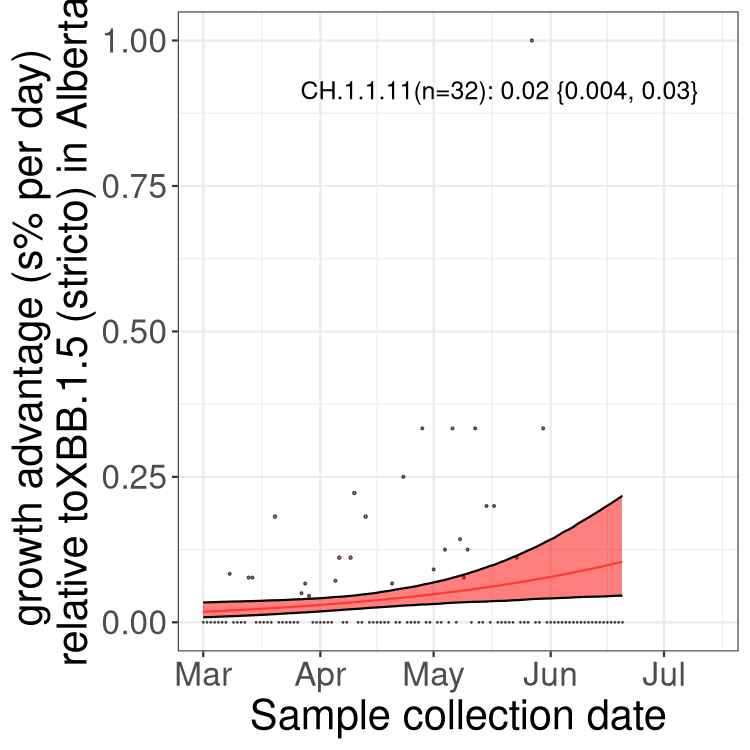 growth advantage (s% per day)
relative toXBB.1.5 (stricto) in Alberta
1.00
CH.1.1.11(n=32): 0.02 {0.004, 0.03}
0.75
0.50
0.25
0.00
Mar Apr May Jun Jul
Sample collection date